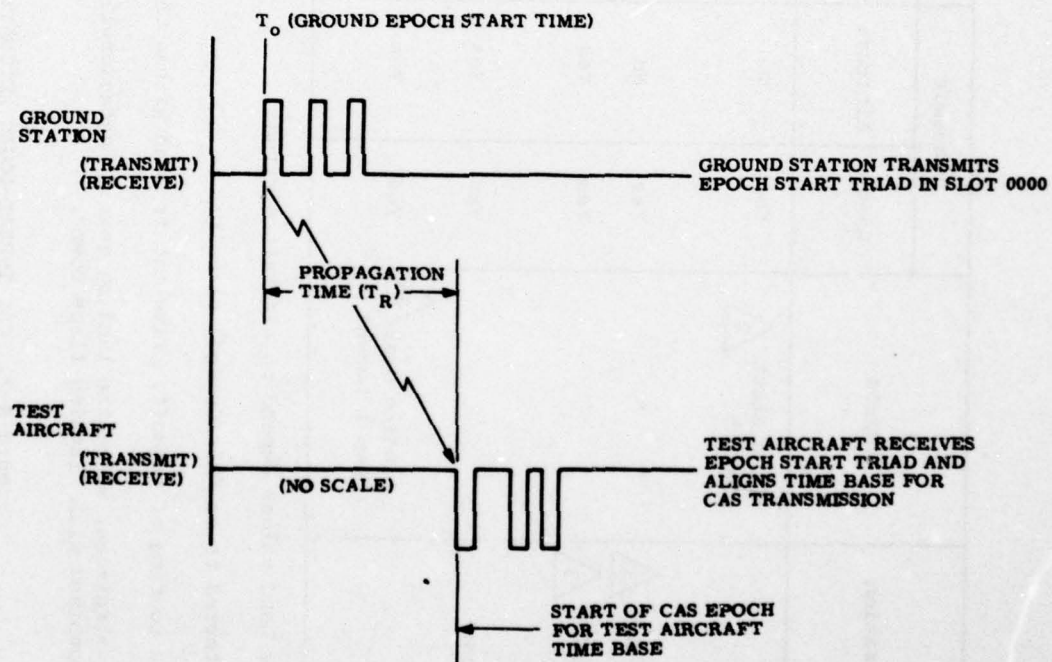 T₀ (GROUND EPOCH START TIME)
GROUND
STATION
(TRANSMIT)
(RECEIVE)
GROUND STATION TRANSMITS
EPOCH START TRIAD IN SLOT 0000
PROPAGATION
TIME (T_R)
TEST
AIRCRAFT
(TRANSMIT)
(RECEIVE)
(NO SCALE)
TEST AIRCRAFT RECEIVES
EPOCH START TRIAD AND
ALIGNS TIME BASE FOR
CAS TRANSMISSION
START OF CAS EPOCH
FOR TEST AIRCRAFT
TIME BASE